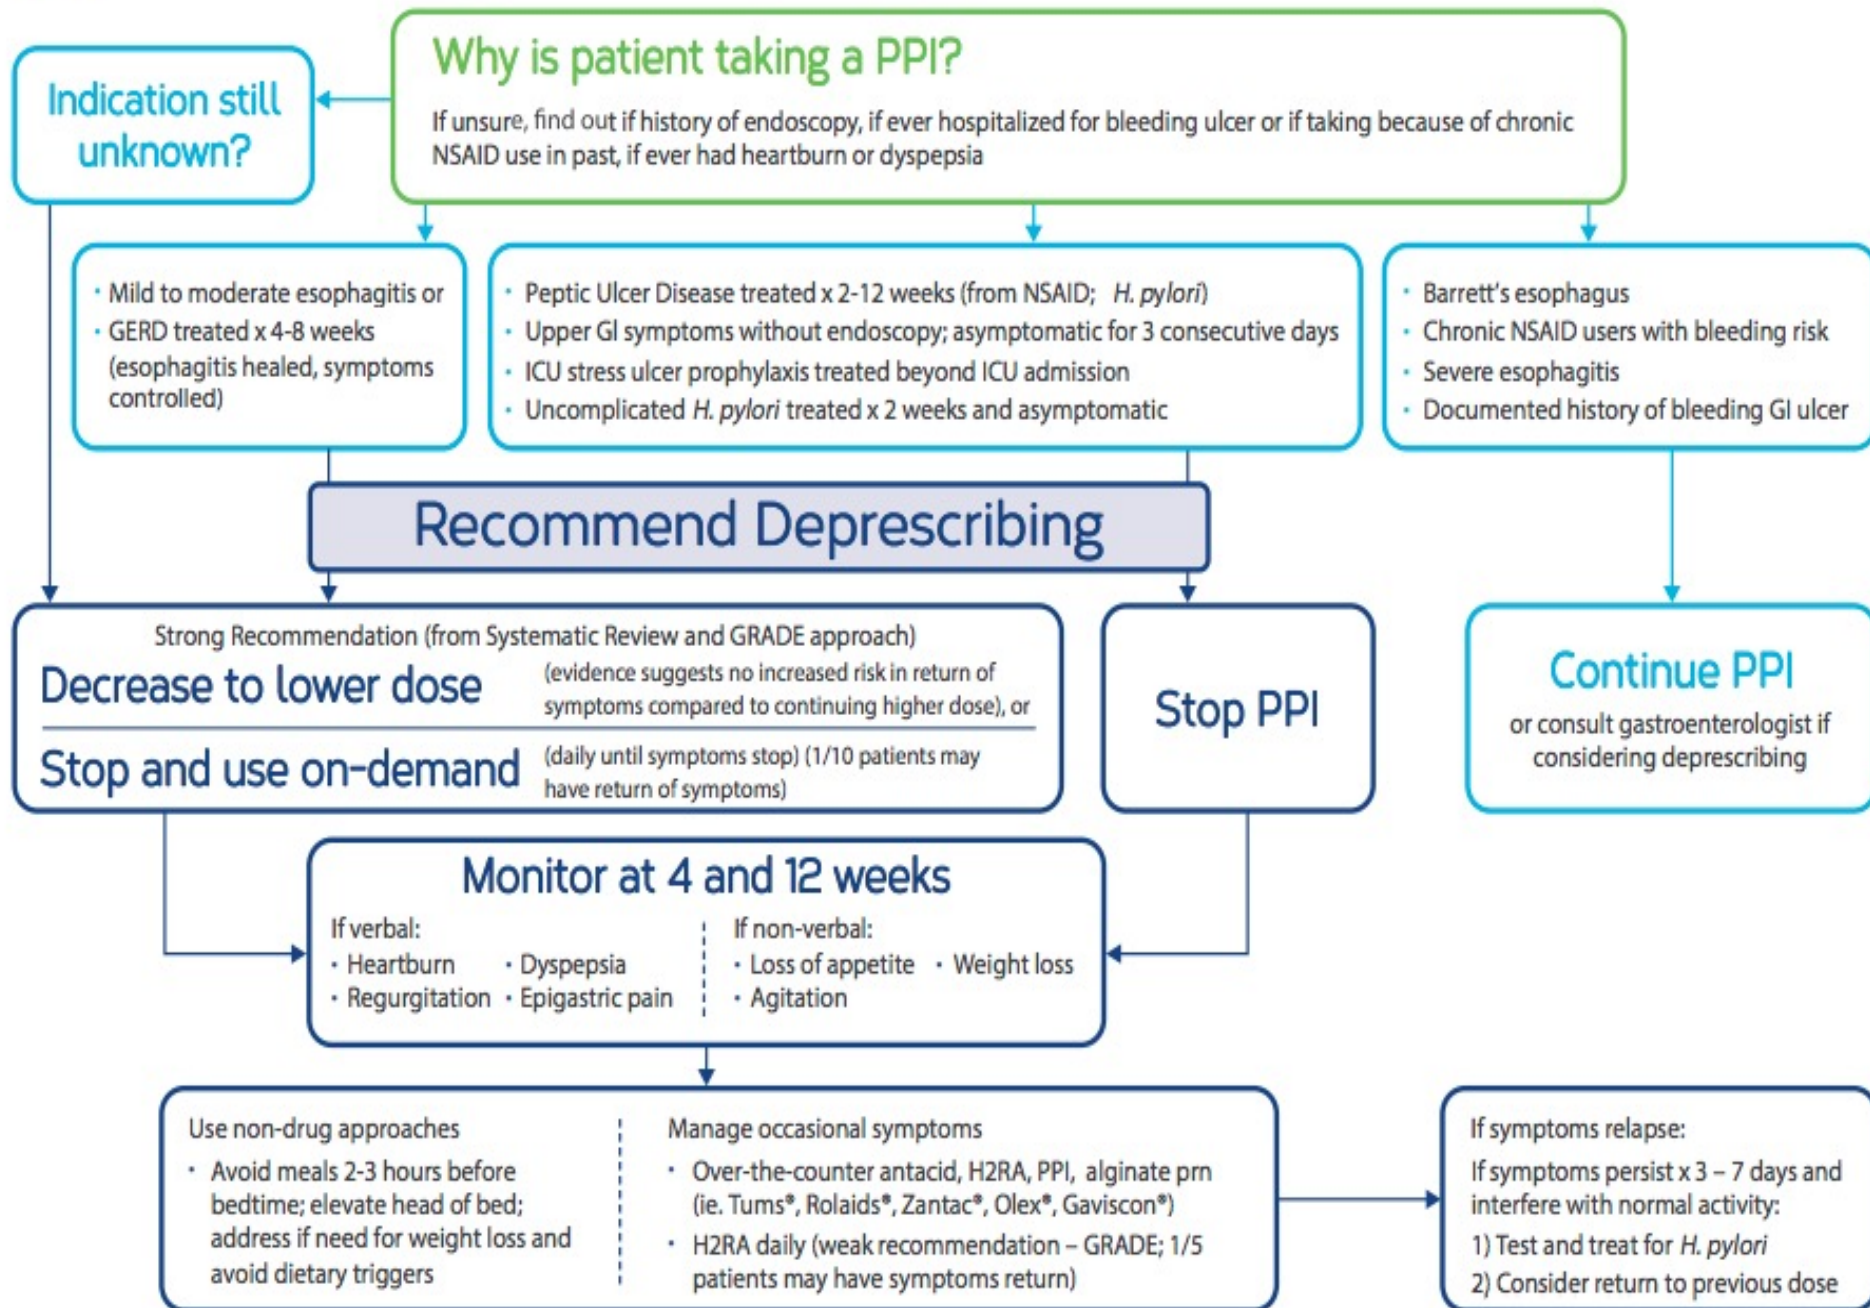 Why is patient taking a PPI?
If unsure, find out if history of endoscopy, if ever hospitalized for bleeding ulcer or if taking because of chronic
NSAID use in past, if ever had heartburn or dyspepsia
Indication still
unknown?
· Mild to moderate esophagitis or
· GERD treated x 4-8 weeks
(esophagitis healed, symptoms
controlled)
· Peptic Ulcer Disease treated x 2-12 weeks (from NSAID; H. pylori)
· Upper GI symptoms without endoscopy; asymptomatic for 3 consecutive days
· ICU stress ulcer prophylaxis treated beyond ICU admission
· Uncomplicated H. pylori treated x 2 weeks and asymptomatic
· Barrett's esophagus
· Chronic NSAID users with bleeding risk
· Severe esophagitis
· Documented history of bleeding GI ulcer
Recommend Deprescribing
Strong Recommendation (from Systematic Review and GRADE approach)
Decrease to lower dose
(evidence suggests no increased risk in return of
symptoms compared to continuing higher dose), or
Stop and use on-demand
(daily until symptoms stop) (1/10 patients may
have return of symptoms)
Stop PPI
Continue PPI
or consult gastroenterologist if
considering deprescribing
Monitor at 4 and 12 weeks
If verbal:
· Heartburn · Dyspepsia
· Regurgitation · Epigastric pain
If non-verbal:
· Loss of appetite · Weight loss
· Agitation
Use non-drug approaches
· Avoid meals 2-3 hours before
bedtime; elevate head of bed;
address if need for weight loss and
avoid dietary triggers
Manage occasional symptoms
· Over-the-counter antacid, H2RA, PPI, alginate prn
(ie. Tums®, Rolaids®, Zantac®, Olex®, Gaviscon®)
· H2RA daily (weak recommendation – GRADE; 1/5
patients may have symptoms return)
If symptoms relapse:
If symptoms persist x 3 – 7 days and
interfere with normal activity:
1) Test and treat for H. pylori
2) Consider return to previous dose